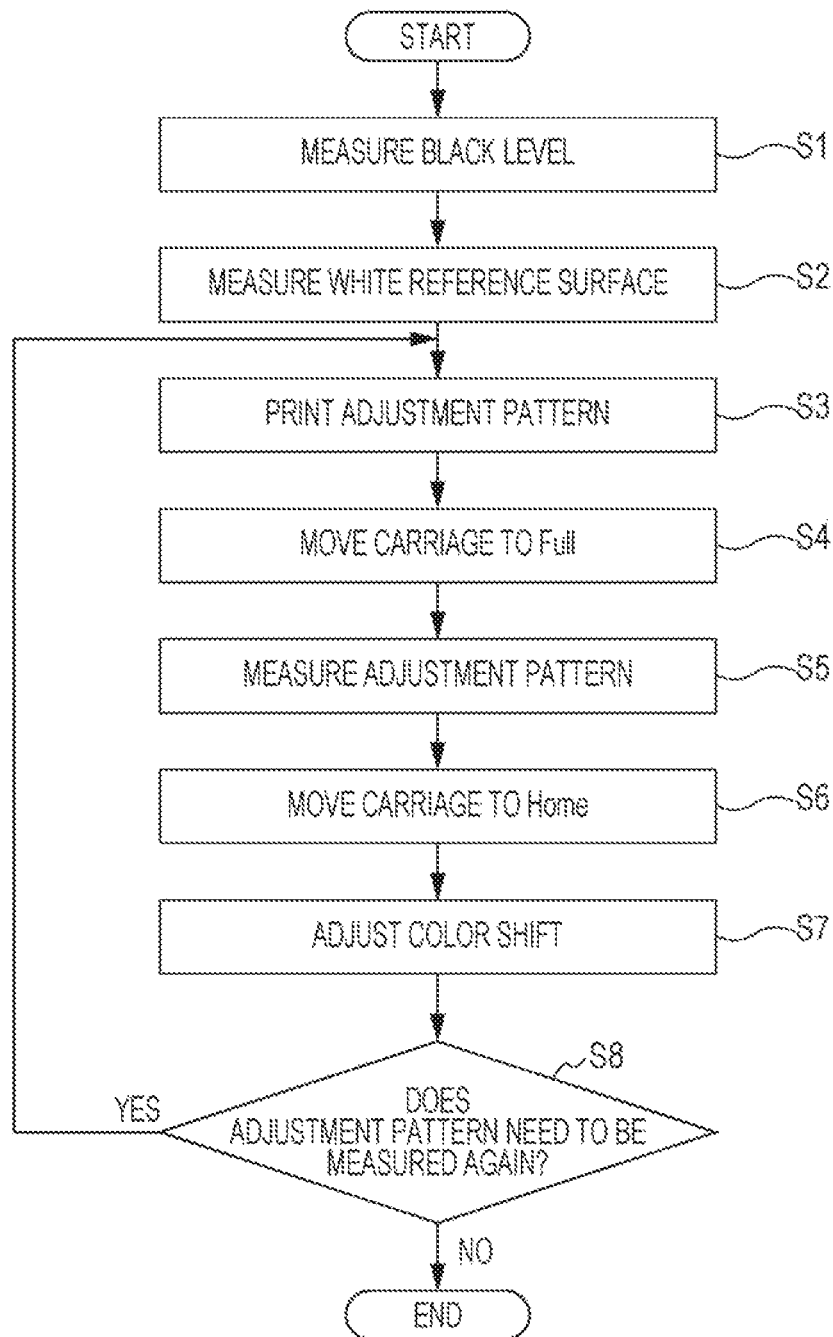 START
MEASURE BLACK LEVEL
S1
MEASURE WHITE REFERENCE SURFACE
S2
PRINT ADJUSTMENT PATTERN
S3
MOVE CARRIAGE TO Full
S4
MEASURE ADJUSTMENT PATTERN
S5
MOVE CARRIAGE TO Home
S6
ADJUST COLOR SHIFT
S7
S8
YES
DOES
ADJUSTMENT PATTERN NEED TO BE
MEASURED AGAIN?
NO
END